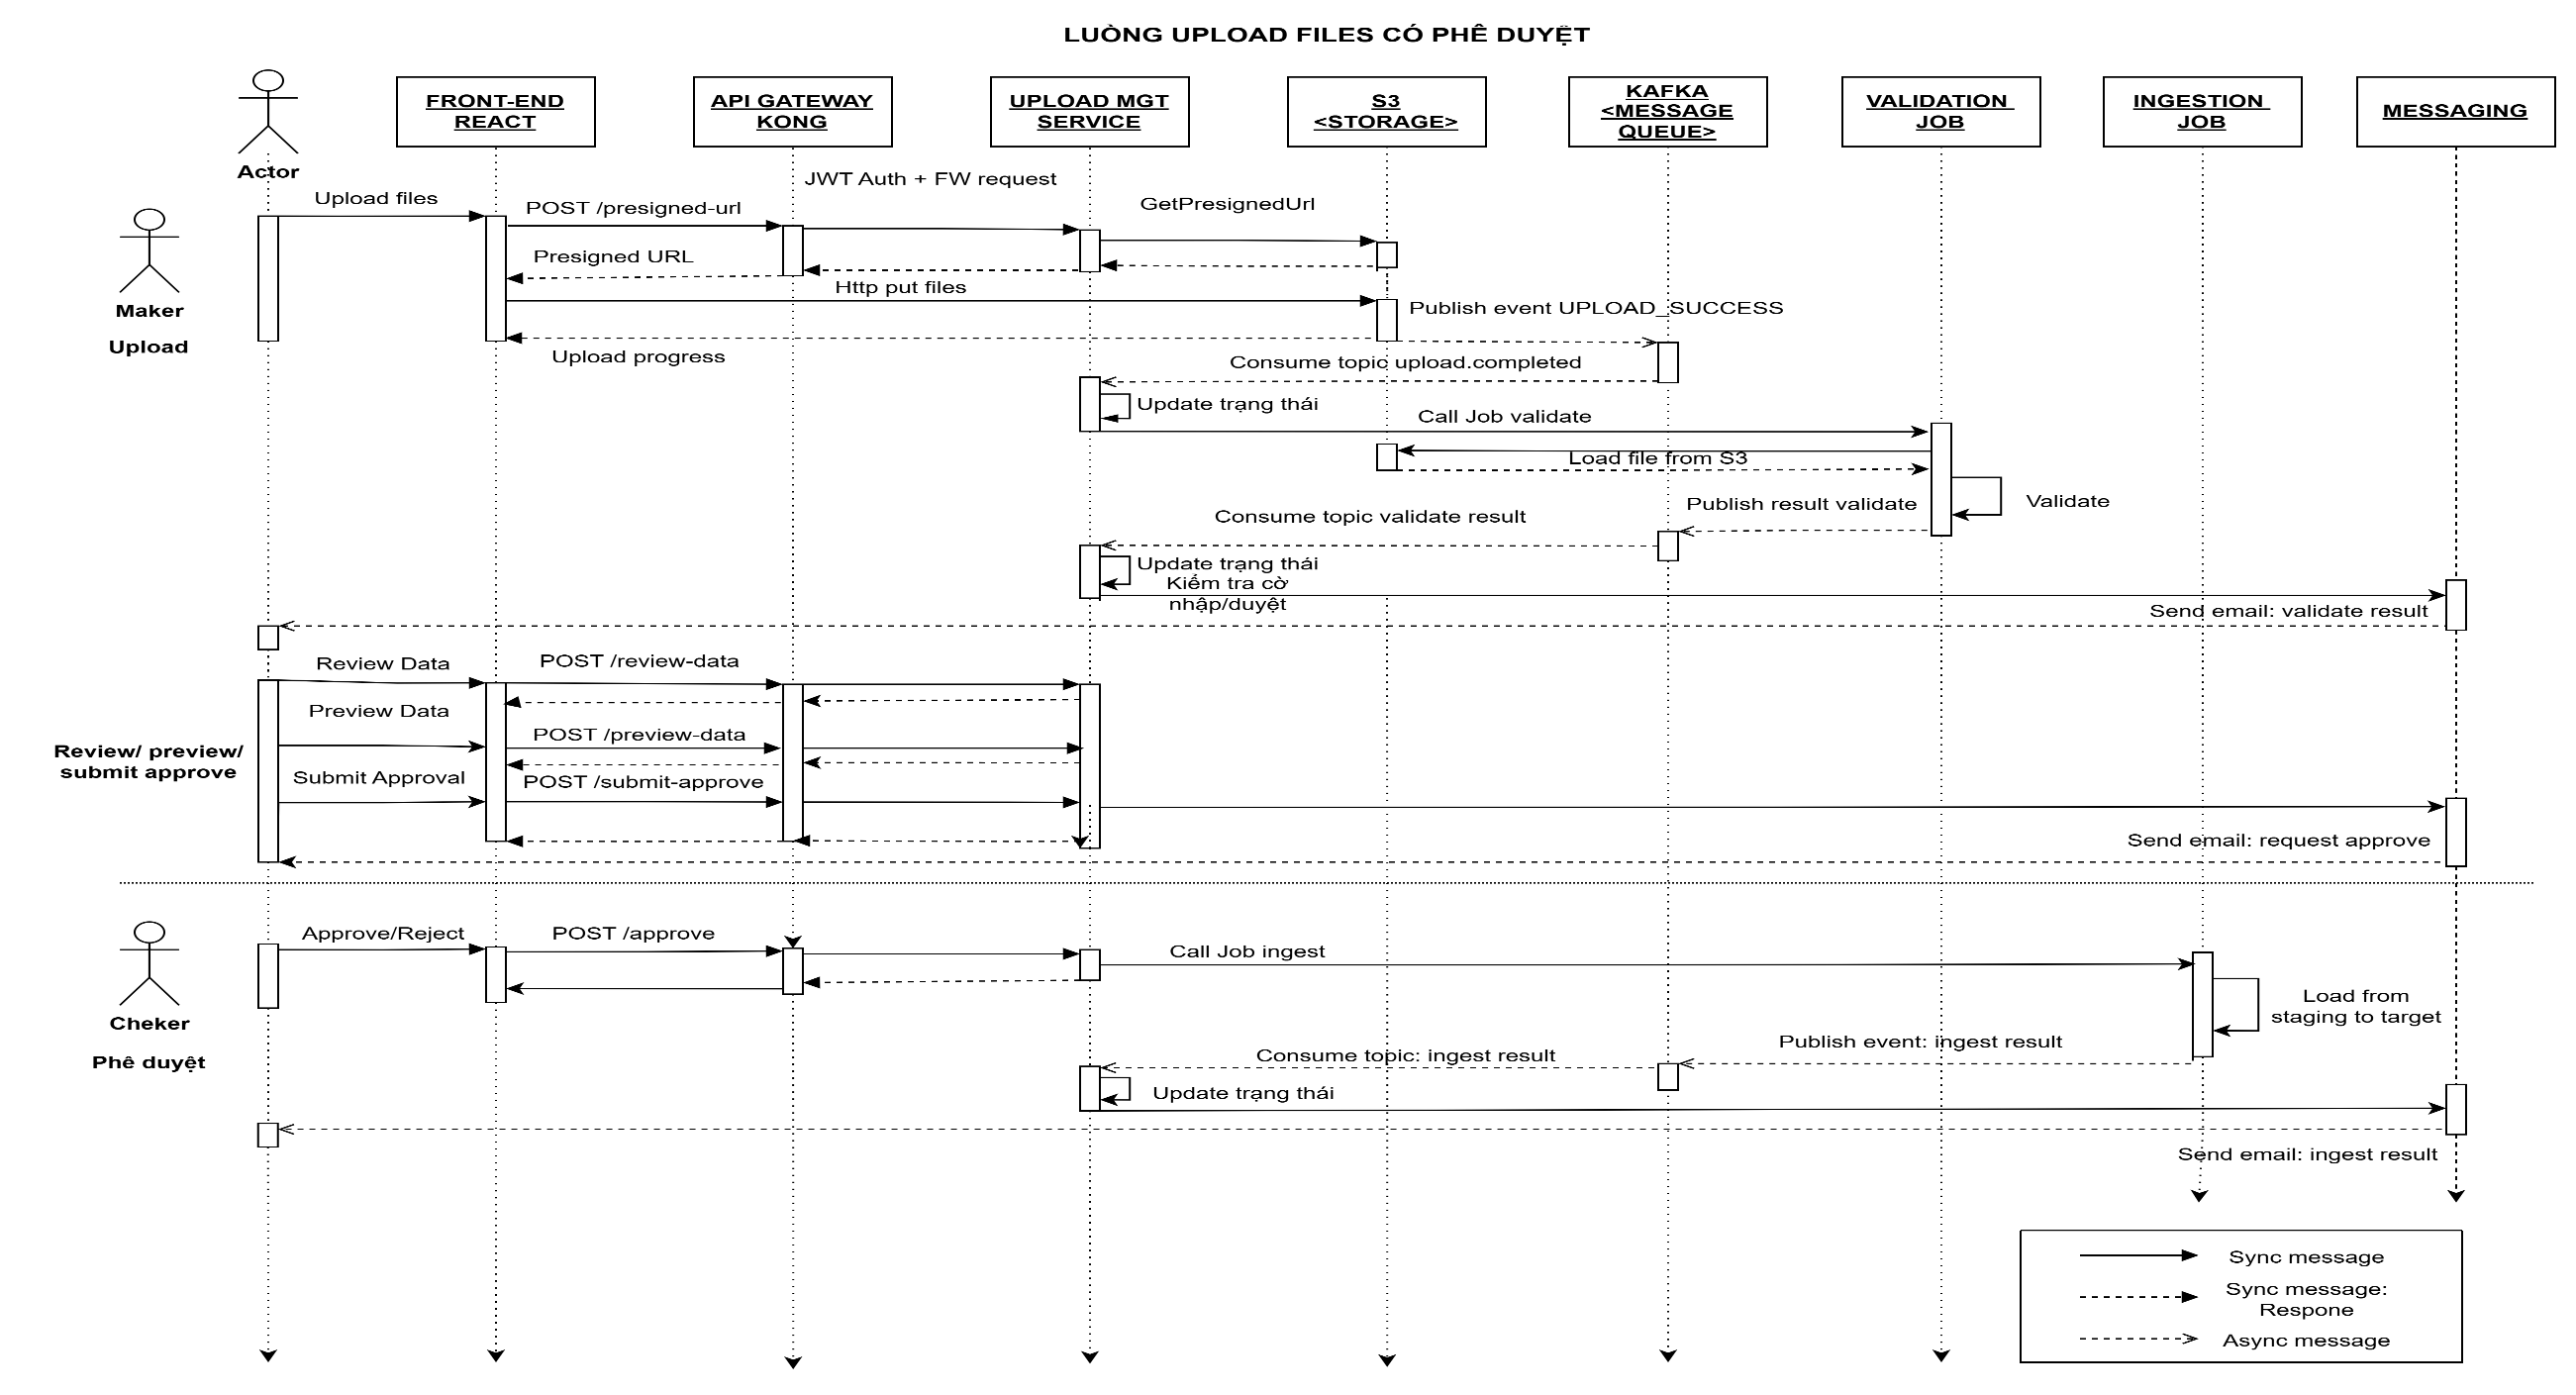 LUÒNG UPLOAD FILES CÓ PHÊ DUYỆT
FRONT-END
REACT
API GATEWAY
KONG
UPLOAD MGT
SERVICE
S3
<STORAGE>
KAFKA
<MESSAGE
QUEUE>
VALIDATION
JOB
INGESTION
JOB
MESSAGING
Actor
JWT Auth + FW request
Upload files
POST /presigned-url
GetPresignedUrl
Presigned URL
Http put files
Maker
Publish event UPLOAD_SUCCESS
Upload
Upload progress
Consume topic upload.completed
Update trạng thái
Call Job validate
Load file from S3
Validate
Publish result validate
Consume topic validate result
Update trạng thái
Kiểm tra cờ
nhập/duyệt
Send email: validate result
Review Data
POST /review-data
Preview Data
POST /preview-data
Review/ preview/
submit approve
Submit Approval
POST /submit-approve
Send email: request approve
Approve/Reject
POST /approve
Call Job ingest
Load from
staging to target
Cheker
Publish event: ingest result
Consume topic: ingest result
Phê duyệt
Update trạng thái
Send email: ingest result
Sync message
Sync message:
Respone
Async message